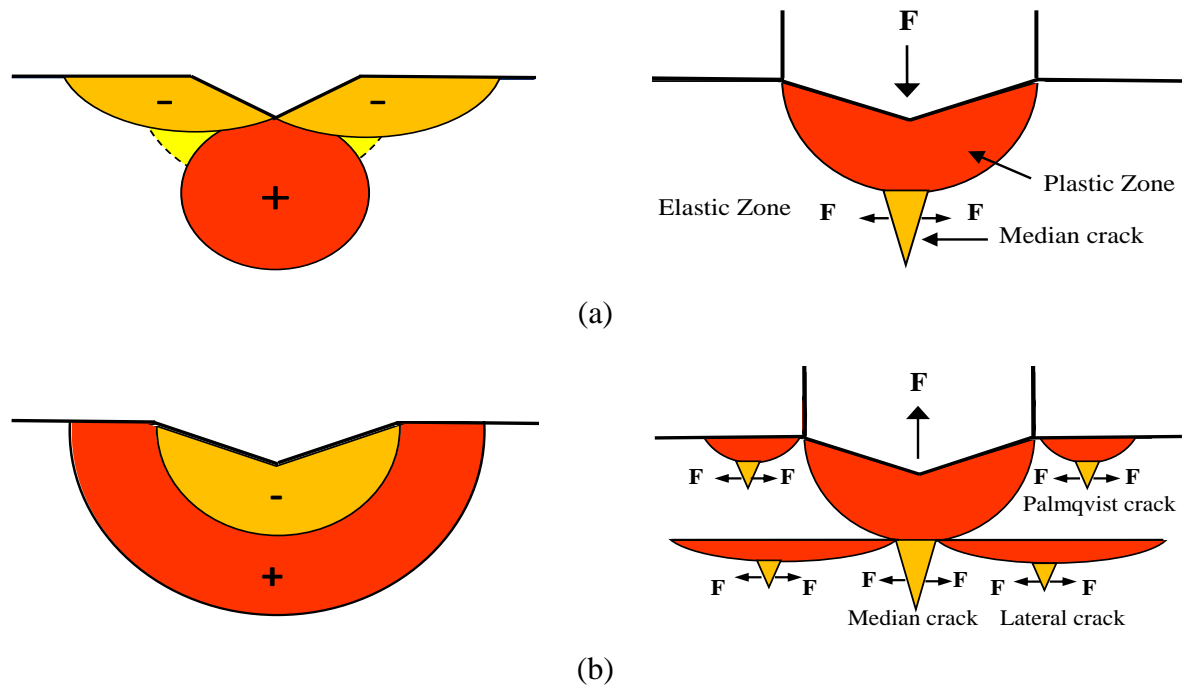 F
- -
+
Plastic Zone
Elastic Zone F F
Median crack
(a)
F
-
+
F F F F
Palmqvist crack
F F F F F F
Median crack Lateral crack
(b)